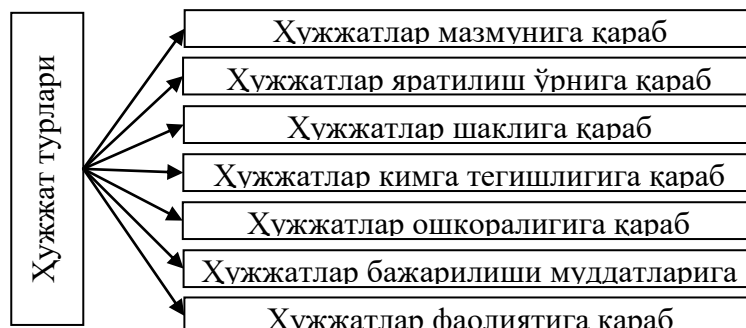 Ҳужжат турлари
Ҳужжатлар мазмунига қараб
Ҳужжатлар яратилиш ўрнига қараб
Ҳужжатлар шаклига қараб
Ҳужжатлар кимга тегишлигига қараб
Ҳужжатлар ошкоралигига қараб
Ҳужжатлар бажарилиши муддатларига
Ҳужжатлар фаолиятига қараб